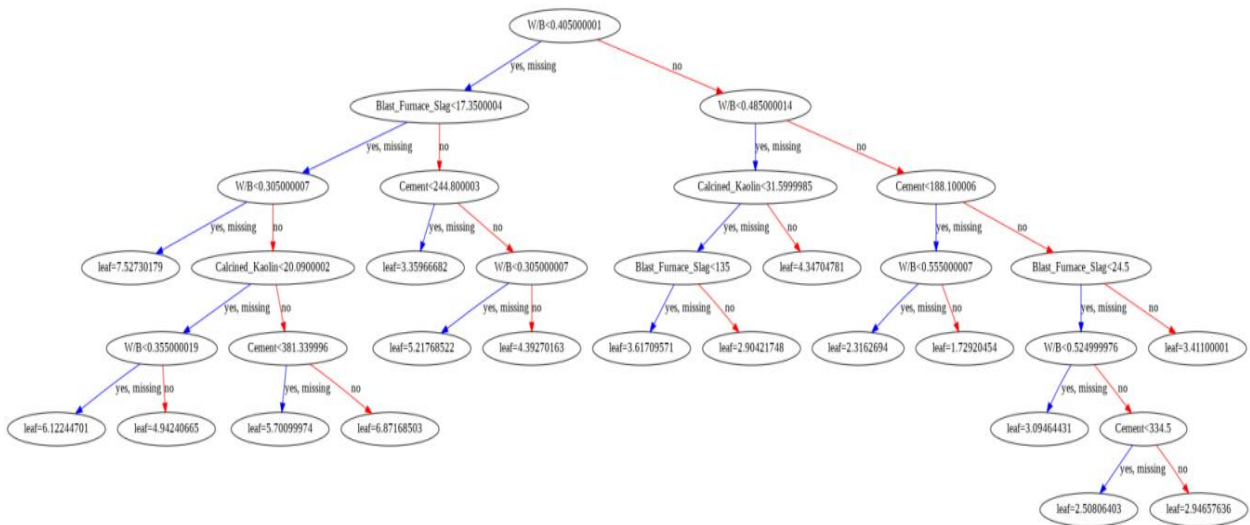 W/B<0.405000001
yes, missing
no
Blast_Furnace_Slag<17.3500004
W/B<0.485000014
yes, missing
no
yes, missing
no
W/B<0.305000007
Cement<244.800003
Calcined_Kaolin<31.5999985
Cement<188.100006
yes, missing
no
yes, missing
no
yes, missing
no
yes, missing
no
leaf=7.52730179
Calcined_Kaolin<20.0900002
leaf=3.35966682
W/B<0.305000007
Blast_Furnace_Slag<135
leaf=4.34704781
W/B<0.555000007
Blast_Furnace_Slag<24.5
yes, missing
no
yes, missing
no
yes, missing
no
yes, missing
no
yes, missing
no
W/B<0.355000019
Cement<381.339996
leaf=5.21768522
leaf=4.39270163
leaf=3.61709571
leaf=2.90421748
leaf=2.3162694
leaf=1.72920454
W/B<0.524999976
leaf=3.41100001
yes, missing
no
yes, missing
no
yes, missing
no
leaf=6.12244701
leaf=4.94240665
leaf=5.70099974
leaf=6.87168503
leaf=3.09464431
Cement<334.5
yes, missing
no
leaf=2.50806403
leaf=2.94657636